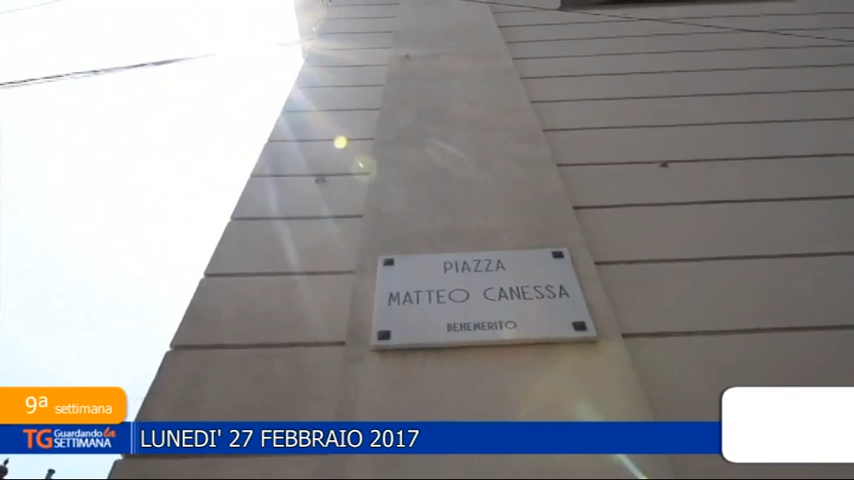 PIAZZA
MATTEO CANESSA
BENEMERITO
9ª settimana
TG Guardando la
SETTIMANA
LUNEDI' 27 FEBBRAIO 2017